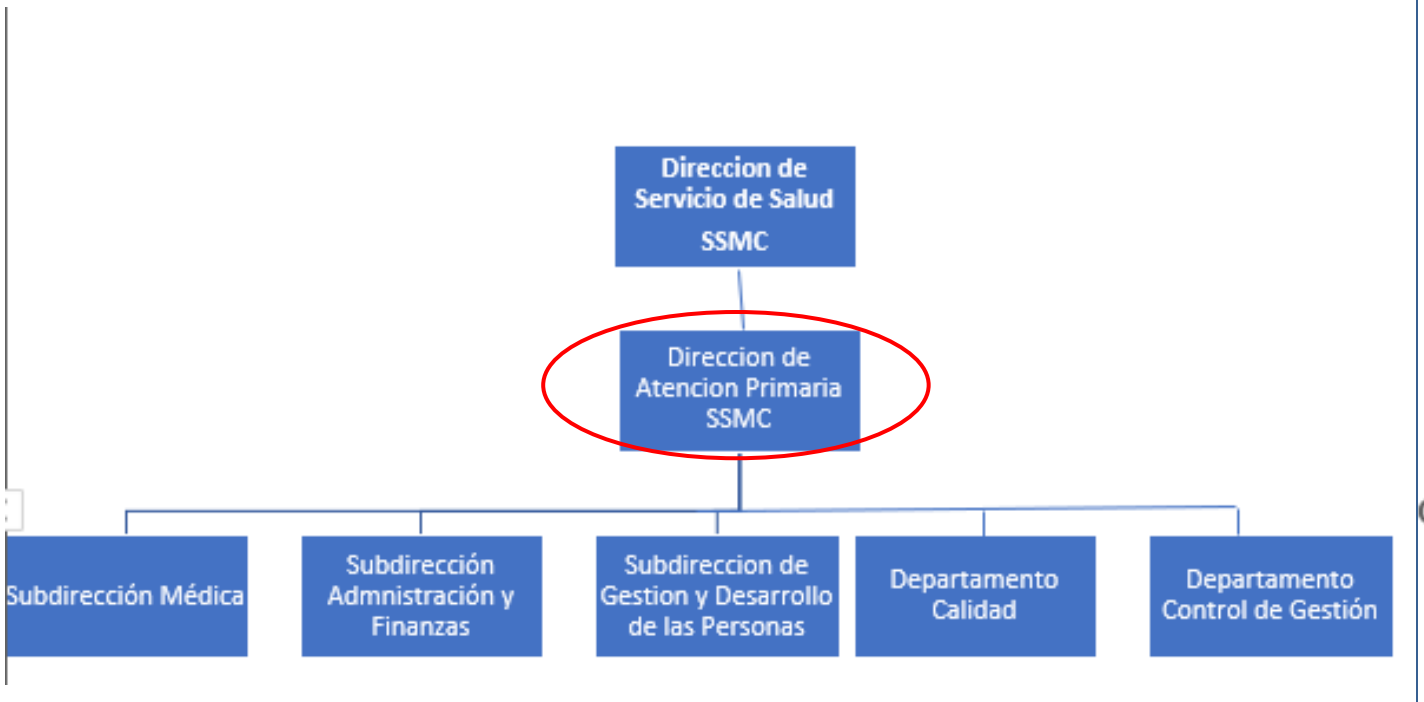 Direccion de
Servicio de Salud
SSMC
Direccion de
Atencion Primaria
SSMC
Subdirección Médica
Subdirección
Admnistración y
Finanzas
Subdireccion de
Gestion y Desarrollo
de las Personas
Departamento
Calidad
Departamento
Control de Gestión